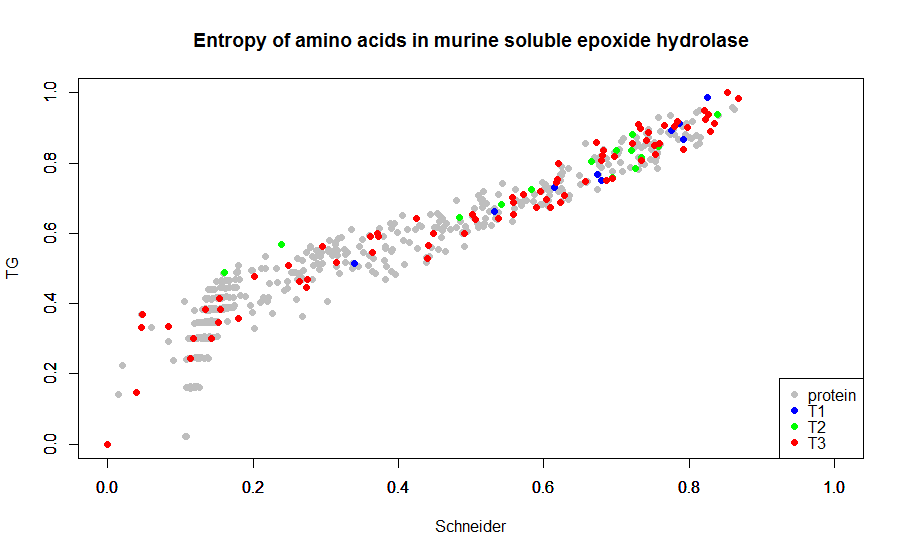 Entropy of amino acids in murine soluble epoxide hydrolase
TG
1.0
0.8
0.6
0.4
0.2
0.0
protein
T1
T2
T3
0.0 0.2 0.4 0.6 0.8 1.0
Schneider